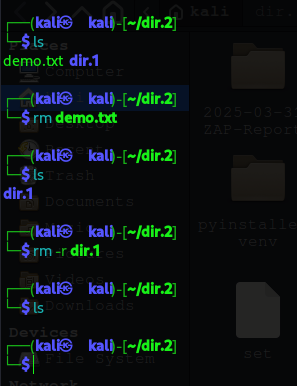 kali dir.
┌──(kali㉿kali)-[~/dir.2]
└─$ ls
demo.txt dir.1
┌──(kali㉿kali)-[~/dir.2]
└─$ rm demo.txt
┌──(kali㉿kali)-[~/dir.2]
└─$ ls
dir.1
┌──(kali㉿kali)-[~/dir.2]
└─$ rm -r dir.1
┌──(kali㉿kali)-[~/dir.2]
└─$ ls
┌──(kali㉿kali)-[~/dir.2]
└─$
Places
Computer
Trash
Documents
Videos
Downloads
Devices
File System
Network
2025-03-3
ZAP-Report
pyinstalle
venv
set